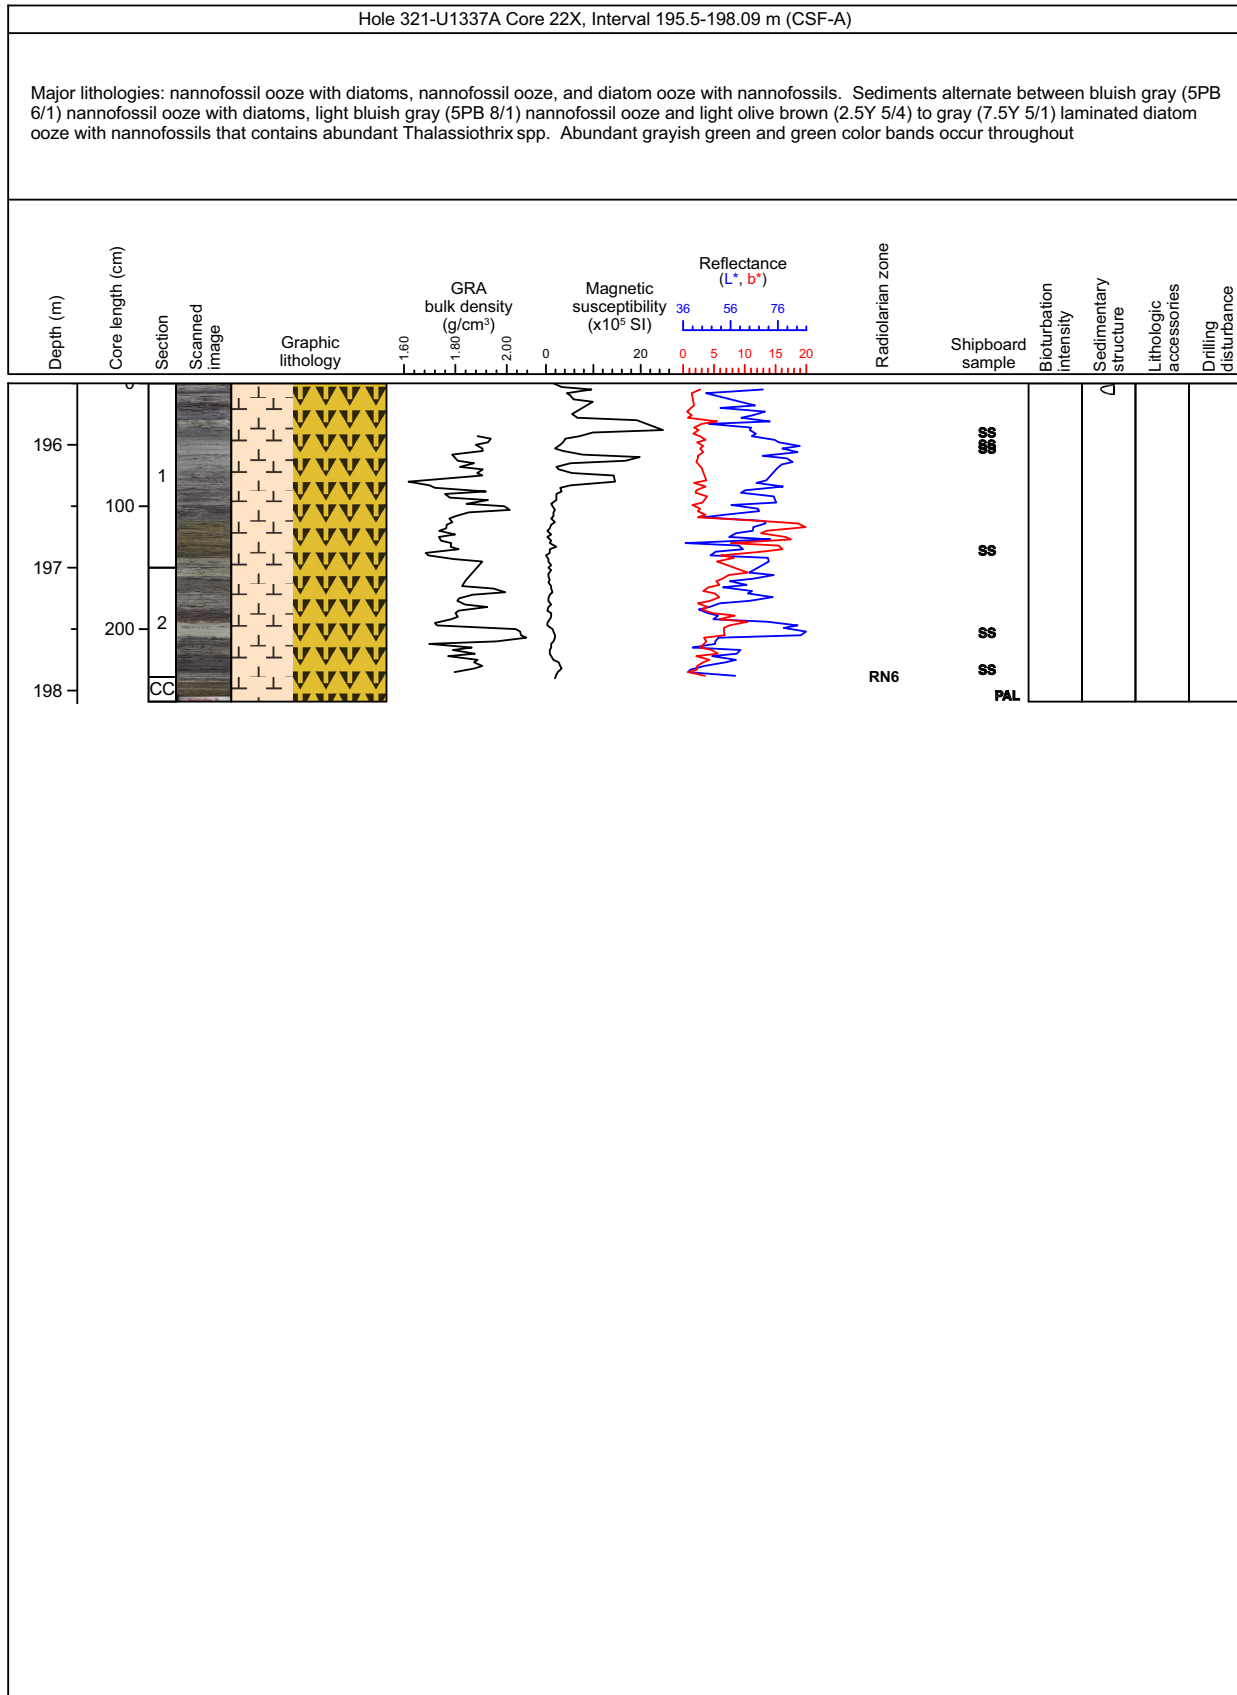 Hole 321-U1337A Core 22X, Interval 195.5-198.09 m (CSF-A)
Major lithologies: nannofossil ooze with diatoms, nannofossil ooze, and diatom ooze with nannofossils.  Sediments alternate between bluish gray (5PB
6/1) nannofossil ooze with diatoms, light bluish gray (5PB 8/1) nannofossil ooze and light olive brown (2.5Y 5/4) to gray (7.5Y 5/1) laminated diatom
ooze with nannofossils that contains abundant Thalassiothrix spp.  Abundant grayish green and green color bands occur throughout
Depth (m)
Core length (cm)
Section
Scanned
image
Graphic
lithology
GRA
bulk density
(g/cm³)
1.60
1.80
2.00
Magnetic
susceptibility
(x10⁵ SI)
0 20
Reflectance
(L*, b*)
36 56 76
0 5 10 15 20
Radiolarian zone
Shipboard
sample
Bioturbation
intensity
Sedimentary
structure
Lithologic
accessories
Drilling
disturbance
0
SS
196
SS
SS
1
100
SS
197
2
200
SS
SS
RN6
CC
198
PAL